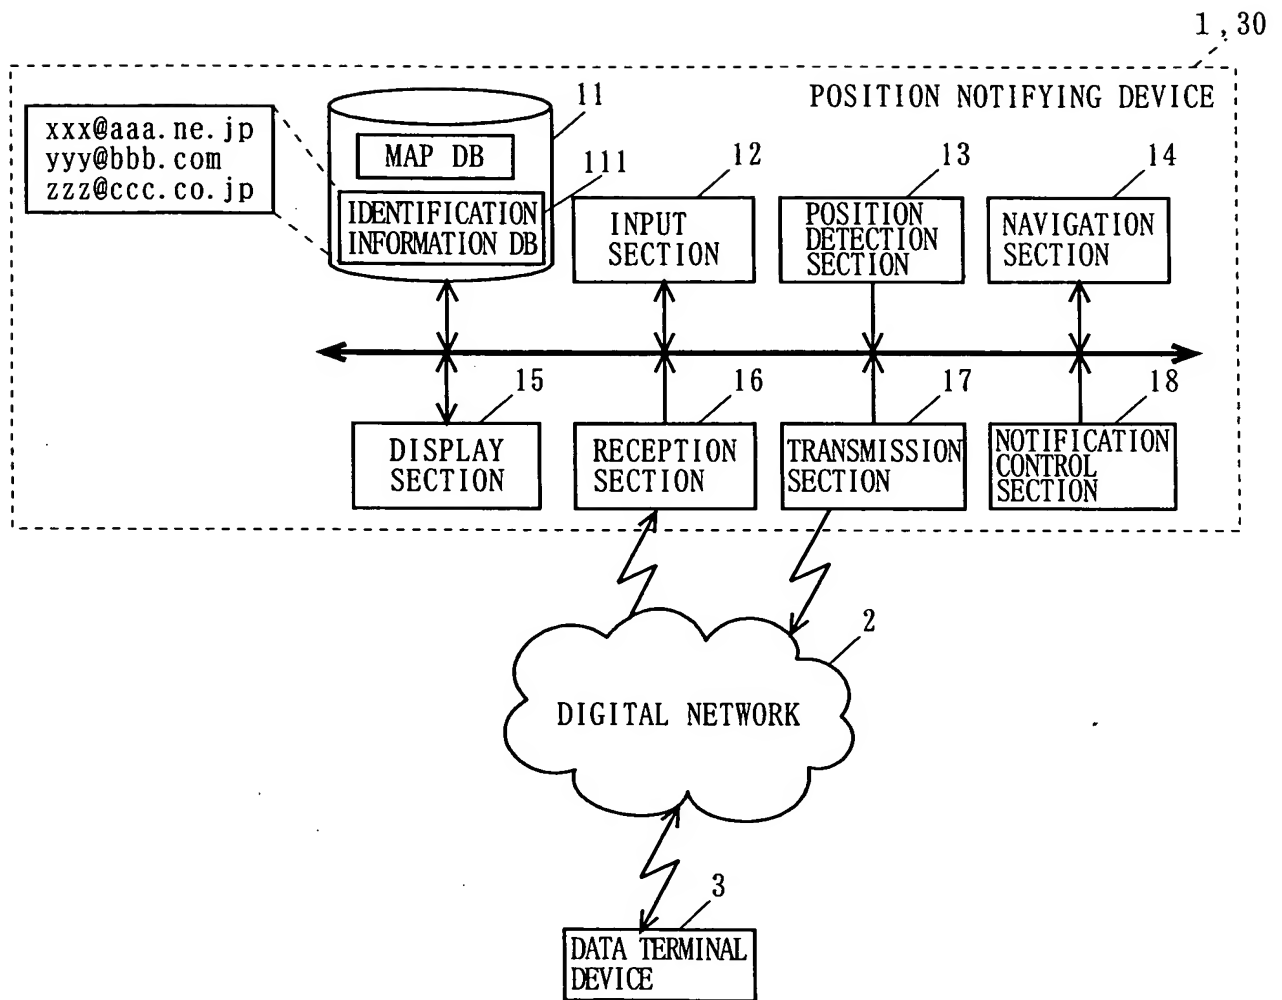 1, 30
POSITION NOTIFYING DEVICE
xxx@aaa.ne.jp
yyy@bbb.com
zzz@ccc.co.jp
11
MAP DB
111
IDENTIFICATION
INFORMATION DB
12
INPUT
SECTION
13
POSITION
DETECTION
SECTION
14
NAVIGATION
SECTION
15
DISPLAY
SECTION
16
RECEPTION
SECTION
17
TRANSMISSION
SECTION
18
NOTIFICATION
CONTROL
SECTION
2
DIGITAL NETWORK
3
DATA TERMINAL
DEVICE